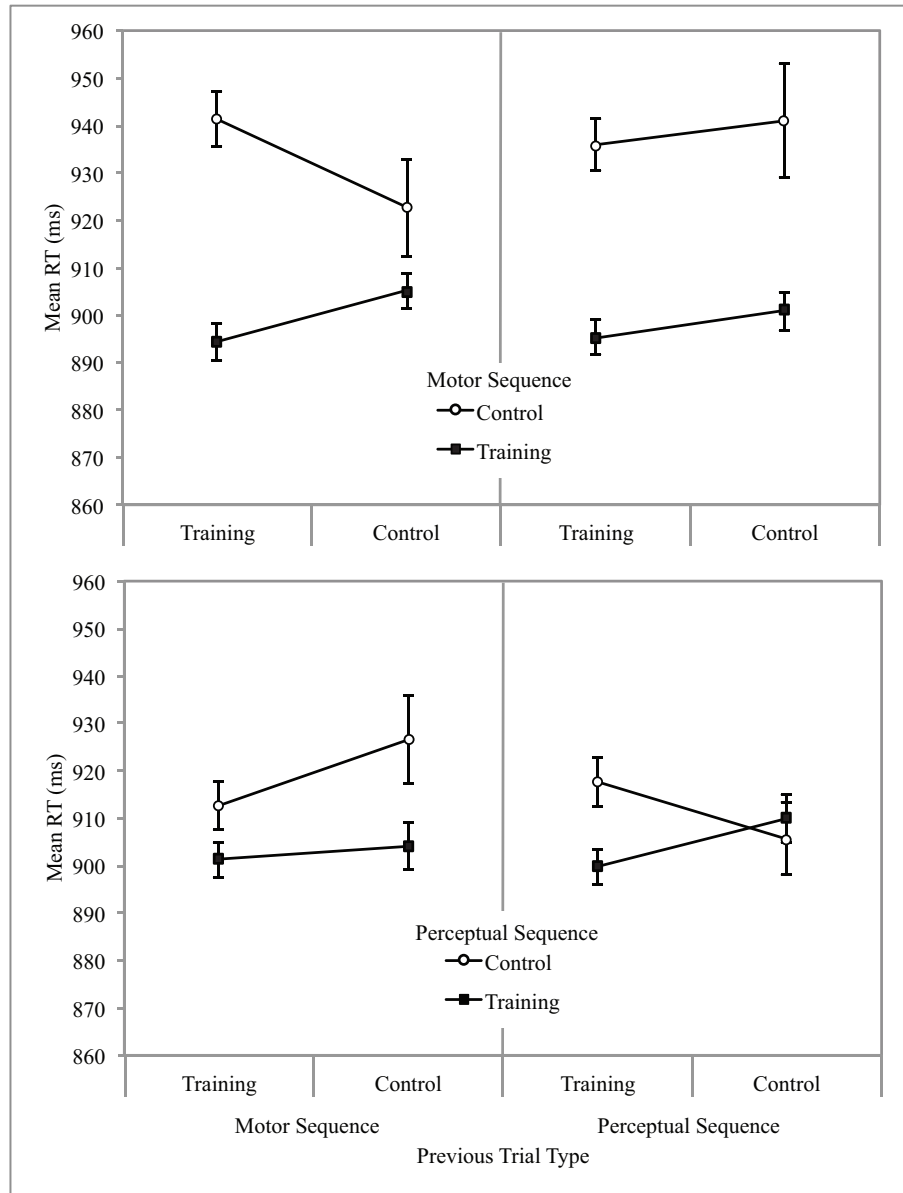 960
950
940
930
920
910
900
890
880
870
860
Mean RT (ms)
Motor Sequence
Control
Training
Training Control Training Control
960
950
940
930
920
910
900
890
880
870
860
Mean RT (ms)
Perceptual Sequence
Control
Training
Training Control Training Control
Motor Sequence Perceptual Sequence
Previous Trial Type